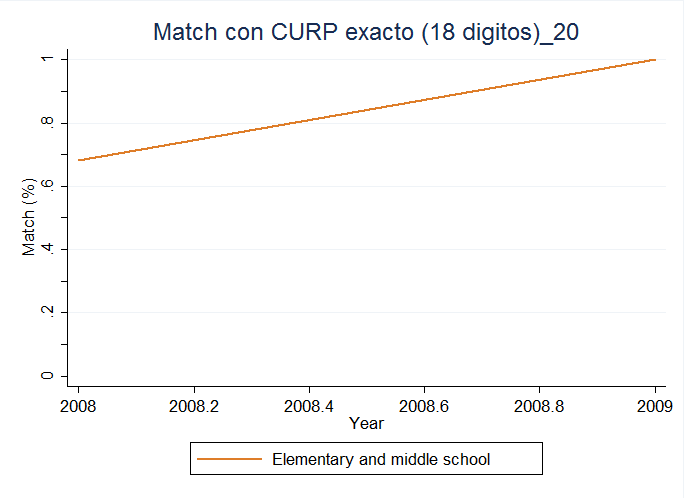 Match con CURP exacto (18 digitos)_20
Match (%)
1
.8
.6
.4
.2
0
2008 2008.2 2008.4 2008.6 2008.8 2009
Year
Elementary and middle school